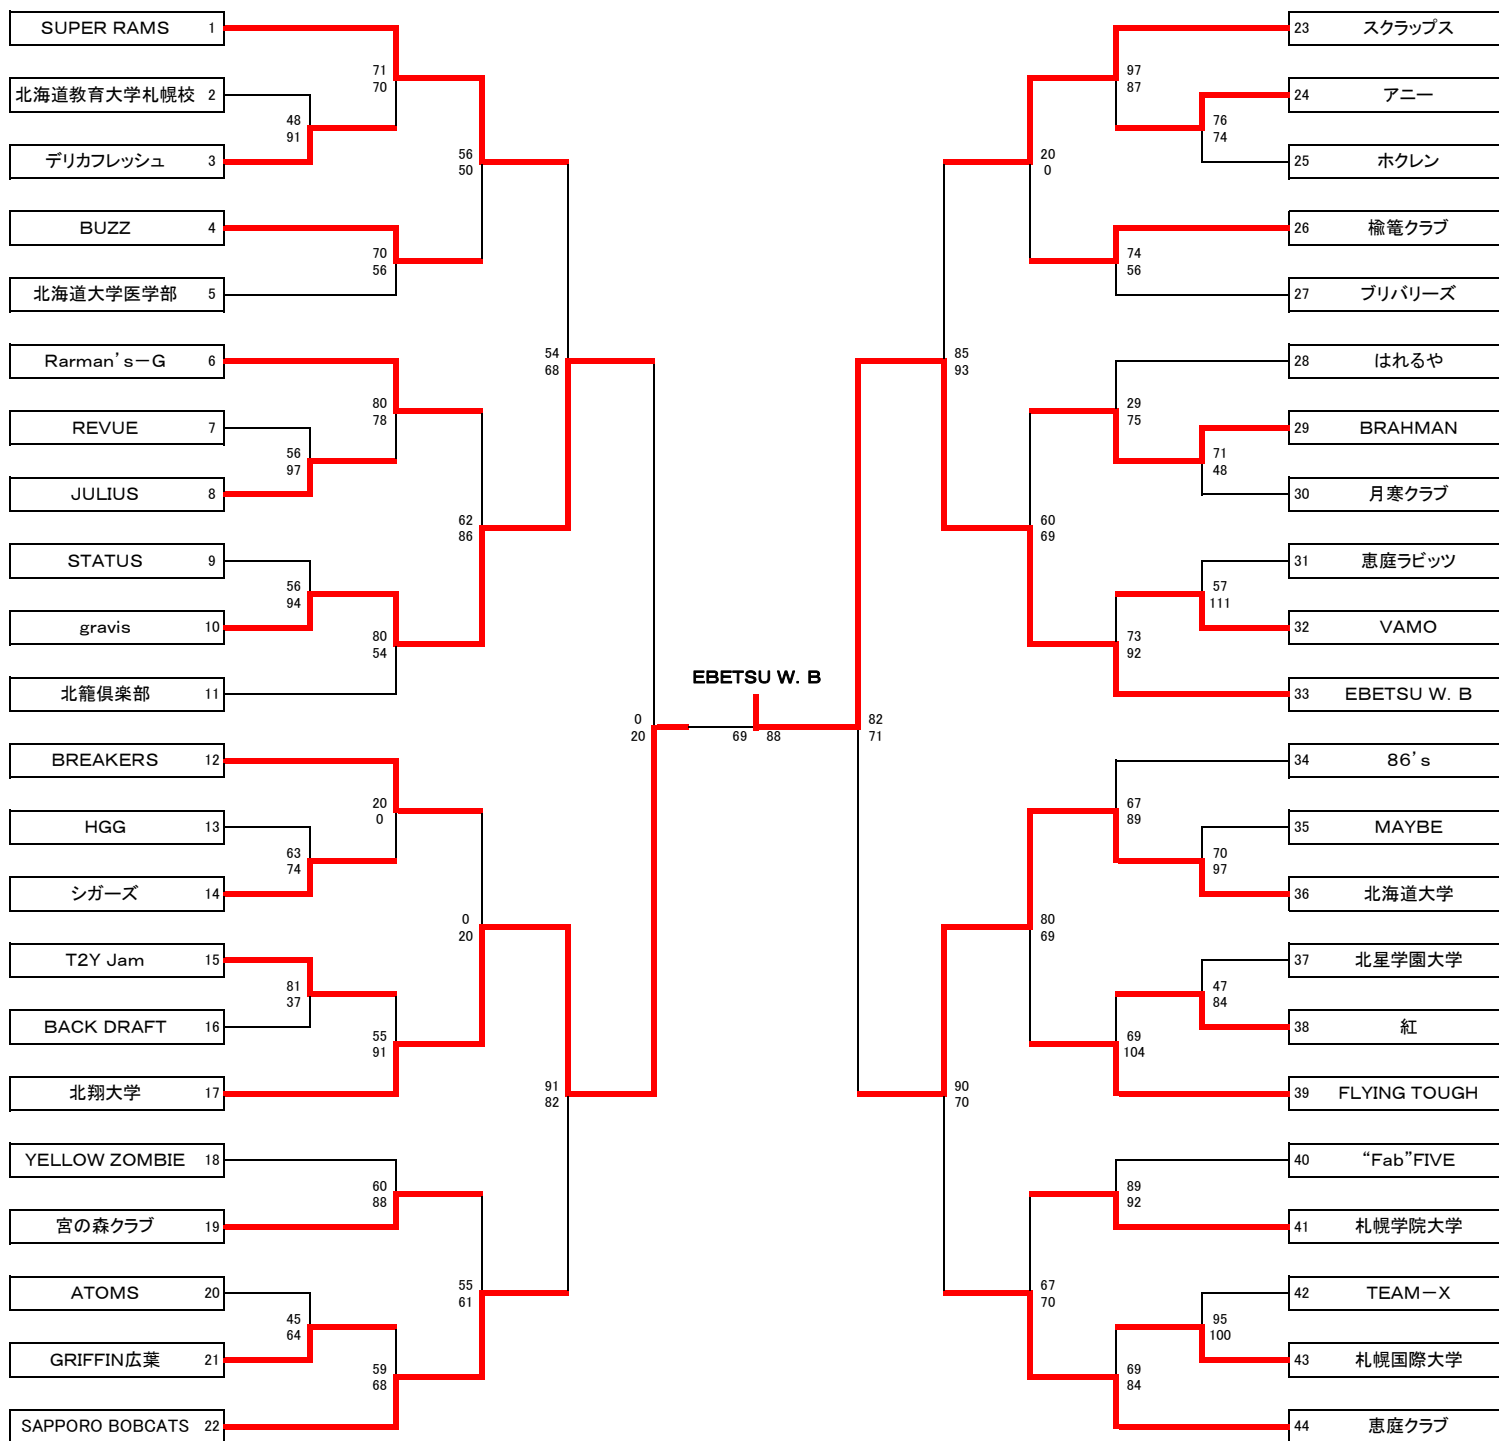 SUPER RAMS 1
北海道教育大学札幌校 2
デリカフレッシュ 3
BUZZ 4
北海道大学医学部 5
Rarman's－G 6
REVUE 7
JULIUS 8
STATUS 9
gravis 10
北籠倶楽部 11
BREAKERS 12
HGG 13
シガーズ 14
T2Y Jam 15
BACK DRAFT 16
北翔大学 17
YELLOW ZOMBIE 18
宮の森クラブ 19
ATOMS 20
GRIFFIN広葉 21
SAPPORO BOBCATS 22
48
91
56
97
56
94
63
74
81
37
45
64
71
70
70
56
80
78
80
54
20
0
55
91
60
88
59
68
56
50
62
86
0
20
55
61
54
68
91
82
0
20
EBETSU W. B
69 88
82
71
85
93
90
70
20
0
60
69
80
69
67
70
97
87
74
56
29
75
73
92
67
89
69
104
89
92
69
84
76
74
71
48
57
111
70
97
47
84
95
100
23 スクラップス
24 アニー
25 ホクレン
26 楡篭クラブ
27 ブリバリーズ
28 はれるや
29 BRAHMAN
30 月寒クラブ
31 恵庭ラビッツ
32 VAMO
33 EBETSU W. B
34 86's
35 MAYBE
36 北海道大学
37 北星学園大学
38 紅
39 FLYING TOUGH
40 “Fab”FIVE
41 札幌学院大学
42 TEAM－X
43 札幌国際大学
44 恵庭クラブ